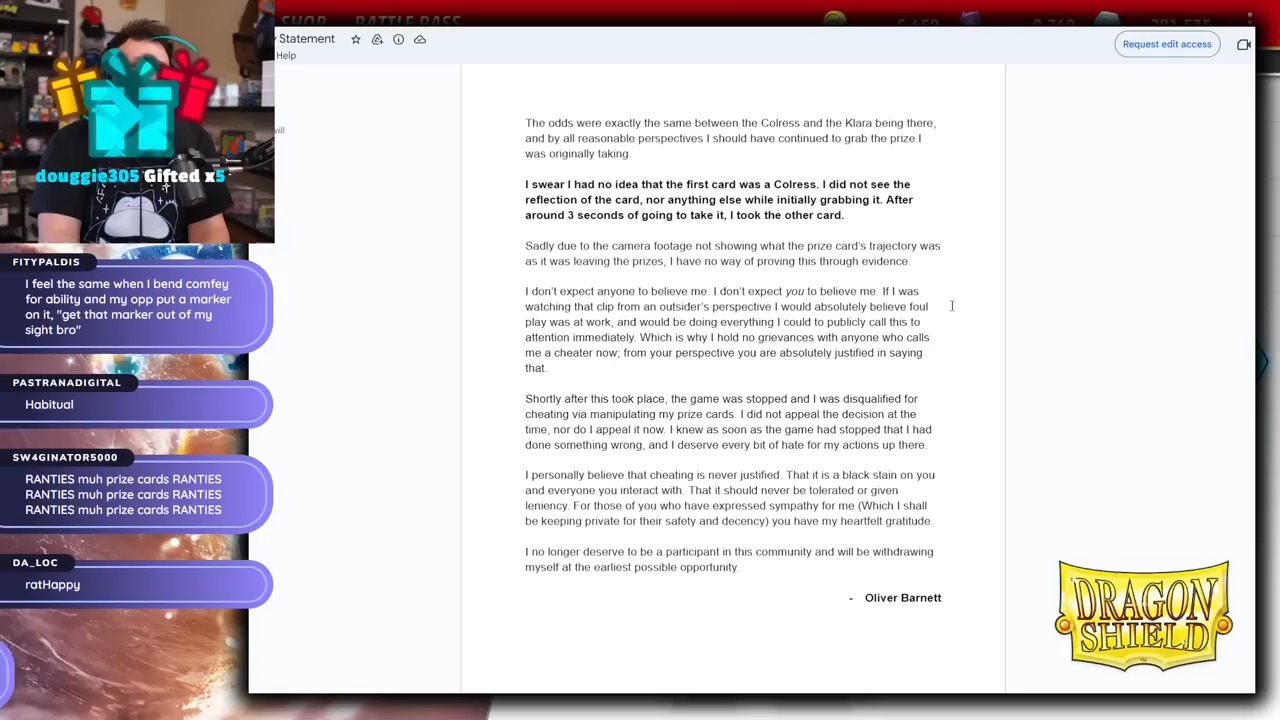 SHOP BATTLE PASS
Statement
Help
Request edit access
will
douggie305 Gifted x5
FITYPALDIS
I feel the same when I bend comfey
for ability and my opp put a marker
on it, "get that marker out of my
sight bro"
PASTRANADIGITAL
Habitual
SW4GINATOR5000
RANTIES muh prize cards RANTIES
RANTIES muh prize cards RANTIES
RANTIES muh prize cards RANTIES
DA_LOC
ratHappy
The odds were exactly the same between the Colress and the Klara being there,
and by all reasonable perspectives I should have continued to grab the prize I
was originally taking.
I swear I had no idea that the first card was a Colress. I did not see the
reflection of the card, nor anything else while initially grabbing it. After
around 3 seconds of going to take it, I took the other card.
Sadly due to the camera footage not showing what the prize card's trajectory was
as it was leaving the prizes, I have no way of proving this through evidence.
I don't expect anyone to believe me. I don't expect you to believe me. If I was
watching that clip from an outsider's perspective I would absolutely believe foul
play was at work, and would be doing everything I could to publicly call this to
attention immediately. Which is why I hold no grievances with anyone who calls
me a cheater now; from your perspective you are absolutely justified in saying
that.
Shortly after this took place, the game was stopped and I was disqualified for
cheating via manipulating my prize cards. I did not appeal the decision at the
time, nor do I appeal it now. I knew as soon as the game had stopped that I had
done something wrong, and I deserve every bit of hate for my actions up there.
I personally believe that cheating is never justified. That it is a black stain on you
and everyone you interact with. That it should never be tolerated or given
leniency. For those of you who have expressed sympathy for me (Which I shall
be keeping private for their safety and decency) you have my heartfelt gratitude.
I no longer deserve to be a participant in this community and will be withdrawing
myself at the earliest possible opportunity.
- Oliver Barnett
DRAGON
SHIELD